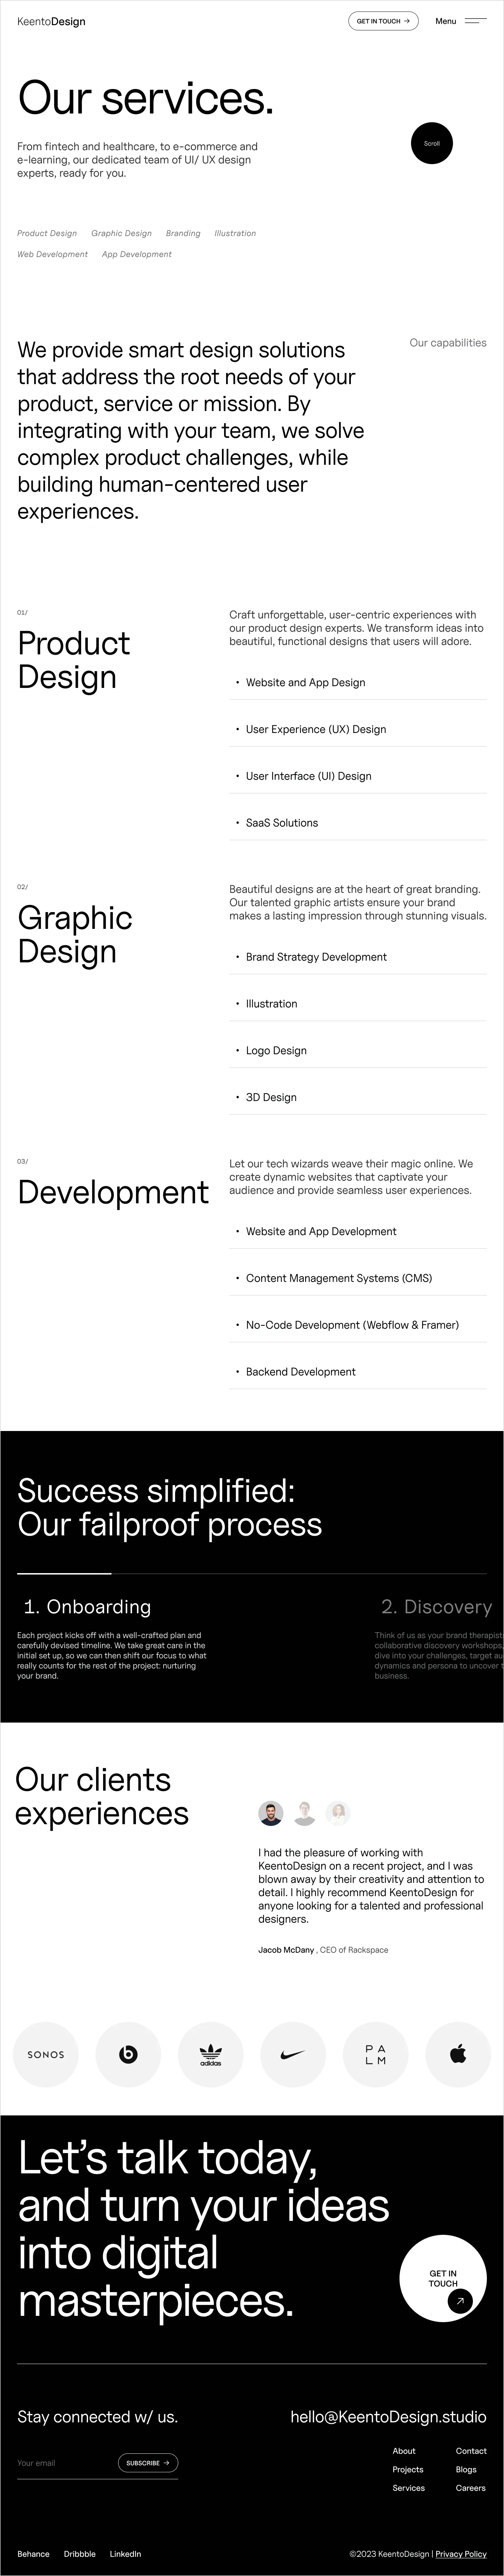 KeentoDesign
GET IN TOUCH →
Menu
Our services.
From fintech and healthcare, to e-commerce and
e-learning, our dedicated team of UI/ UX design
experts, ready for you.
Scroll
Product Design Graphic Design Branding Illustration
Web Development App Development
We provide smart design solutions
that address the root needs of your
product, service or mission. By
integrating with your team, we solve
complex product challenges, while
building human-centered user
experiences.
Our capabilities
01/
Product
Design
Craft unforgettable, user-centric experiences with
our product design experts. We transform ideas into
beautiful, functional designs that users will adore.
• Website and App Design
• User Experience (UX) Design
• User Interface (UI) Design
• SaaS Solutions
02/
Graphic
Design
Beautiful designs are at the heart of great branding.
Our talented graphic artists ensure your brand
makes a lasting impression through stunning visuals.
• Brand Strategy Development
• Illustration
• Logo Design
• 3D Design
03/
Development
Let our tech wizards weave their magic online. We
create dynamic websites that captivate your
audience and provide seamless user experiences.
• Website and App Development
• Content Management Systems (CMS)
• No-Code Development (Webflow & Framer)
• Backend Development
Success simplified:
Our failproof process
1. Onboarding
Each project kicks off with a well-crafted plan and
carefully devised timeline. We take great care in the
initial set up, so we can then shift our focus to what
really counts for the rest of the project: nurturing
your brand.
2. Discovery
Think of us as your brand therapists
collaborative discovery workshops,
dive into your challenges, target au
dynamics and persona to uncover t
business.
Our clients
experiences
I had the pleasure of working with
KeentoDesign on a recent project, and I was
blown away by their creativity and attention to
detail. I highly recommend KeentoDesign for
anyone looking for a talented and professional
designers.
Jacob McDany , CEO of Rackspace
SONOS
b
adidas
PA
LM
Let’s talk today,
and turn your ideas
into digital
masterpieces.
GET IN
TOUCH
Stay connected w/ us.
Your email
SUBSCRIBE →
hello@KeentoDesign.studio
About Contact
Projects Blogs
Services Careers
Behance Dribbble LinkedIn
©2023 KeentoDesign | Privacy Policy